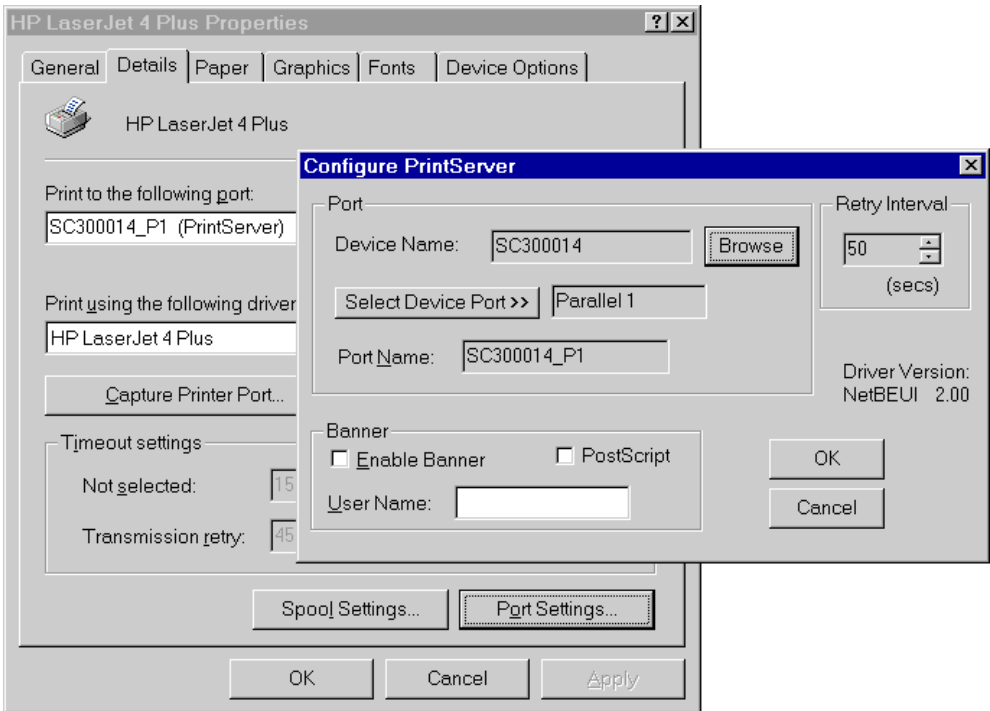 HP LaserJet 4 Plus Properties
General Details Paper Graphics Fonts Device Options
HP LaserJet 4 Plus
Print to the following port:
SC300014_P1 (PrintServer)
Print using the following driver
HP LaserJet 4 Plus
Capture Printer Port...
Timeout settings
Not selected: 15
Transmission retry: 45
Spool Settings... Port Settings...
OK Cancel Apply
Configure PrintServer
Port
Device Name: SC300014 Browse
Select Device Port >> Parallel 1
Port Name: SC300014_P1
Retry Interval
50
(secs)
Driver Version:
NetBEUI 2.00
Banner
Enable Banner PostScript
User Name:
OK
Cancel